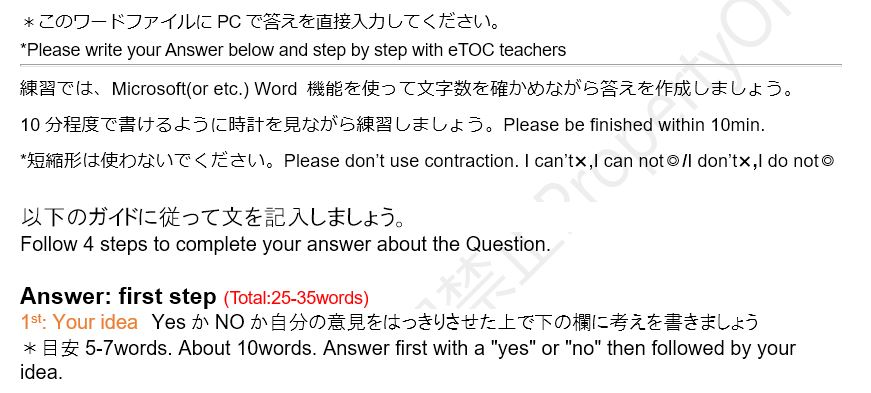 ＊このワードファイルに PC で答えを直接入力してください。
*Please write your Answer below and step by step with eTOC teachers
練習では、Microsoft(or etc.) Word 機能を使って文字数を確かめながら答えを作成しましょう。
10 分程度で書けるように時計を見ながら練習しましょう。Please be finished within 10min.
*短縮形は使わないでください。Please don't use contraction. I can't×,I can not◎/I don't×,I do not◎
以下のガイドに従って文を記入しましょう。
Follow 4 steps to complete your answer about the Question.
Answer: first step (Total:25-35words)
1st: Your idea Yes か NO か自分の意見をはっきりさせた上で下の欄に考えを書きましょう
＊目安 5-7words. About 10words. Answer first with a "yes" or "no" then followed by your
idea.
禁止 Property